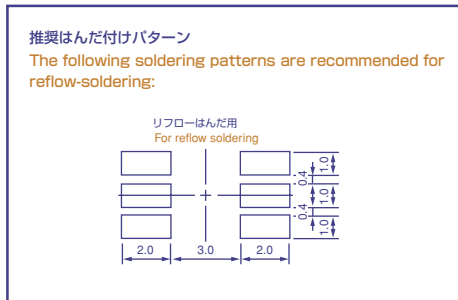 推奨はんだ付けパターン
The following soldering patterns are recommended for
reflow-soldering:
リフローはんだ用
For reflow soldering
1.0
0.4
1.0
0.4
1.0
2.0 3.0 2.0